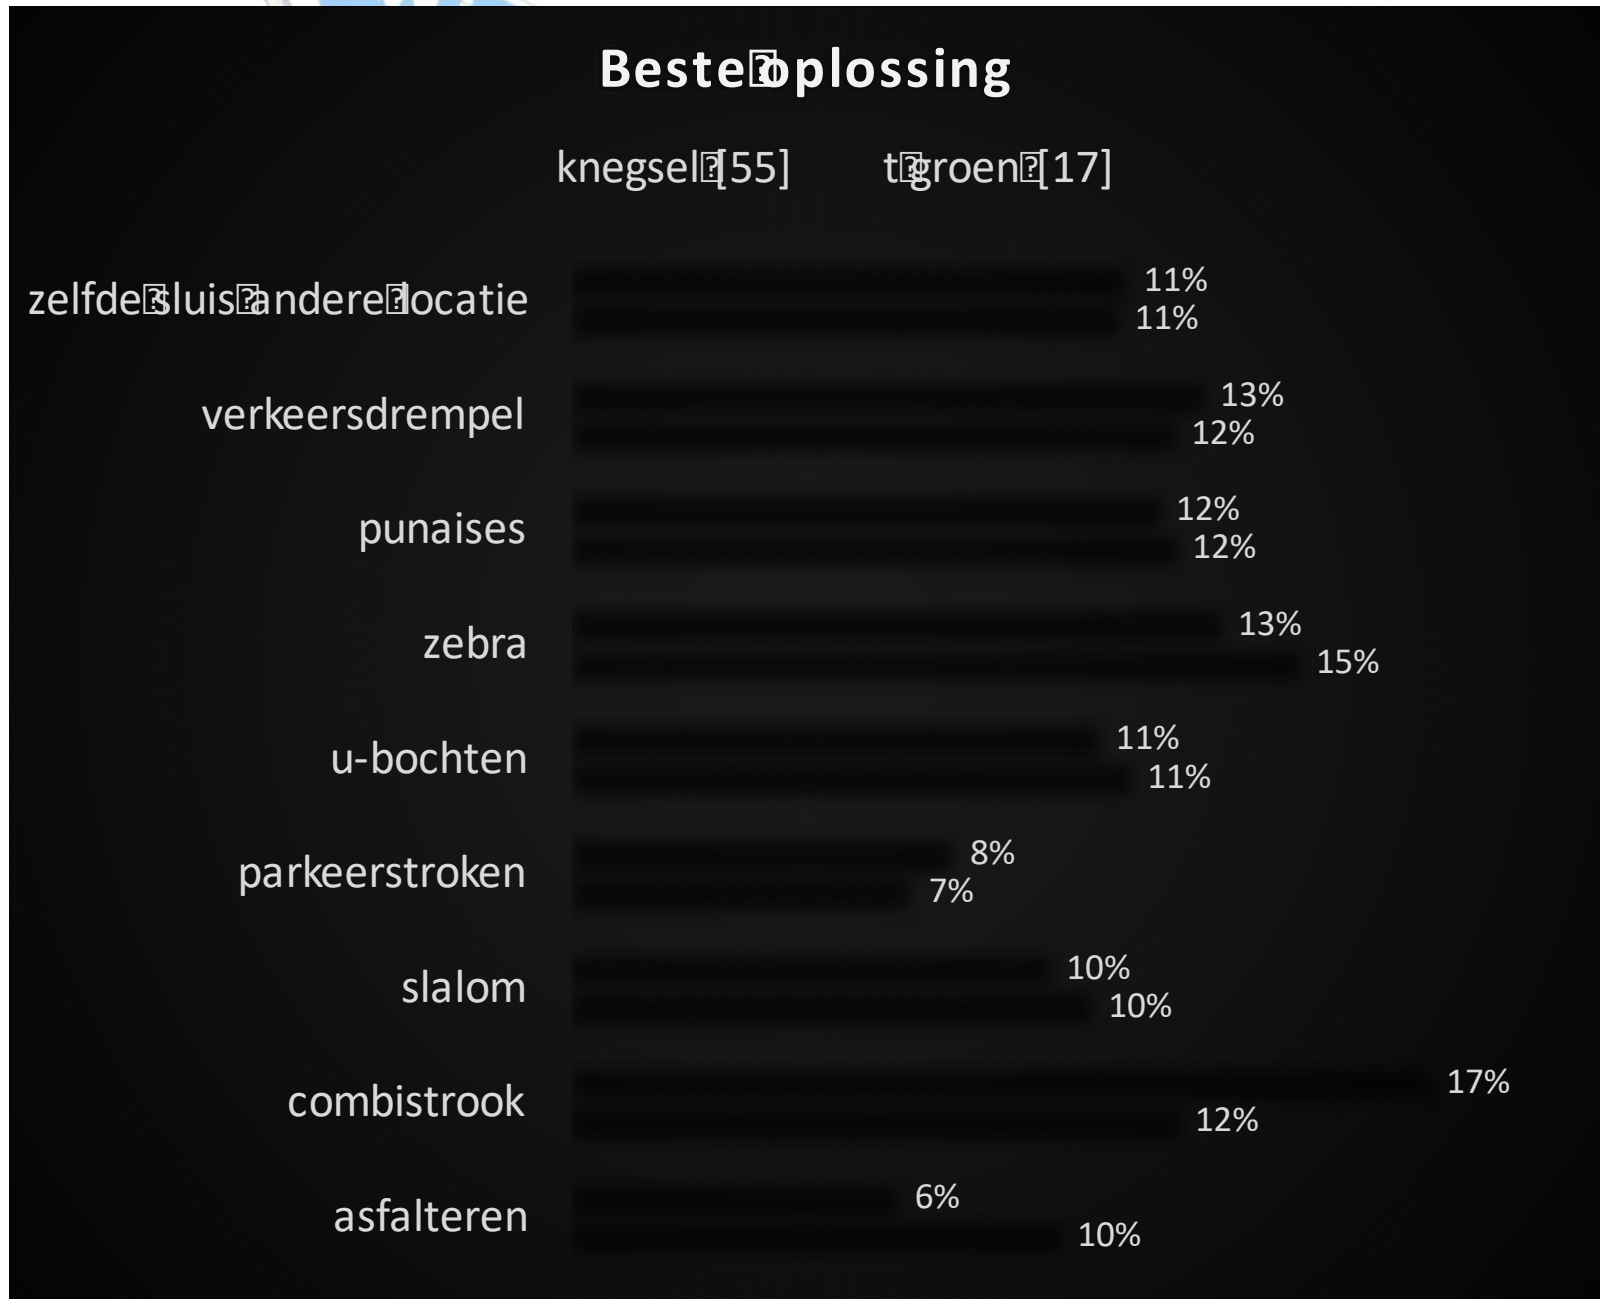 Beste oplossing
knegsel [55] t groen [17]
zelfde sluis andere locatie
11%
11%
verkeersdrempel
13%
12%
punaises
12%
12%
zebra
13%
15%
u-bochten
11%
11%
parkeerstroken
8%
7%
slalom
10%
10%
combistrook
17%
12%
asfalteren
6%
10%